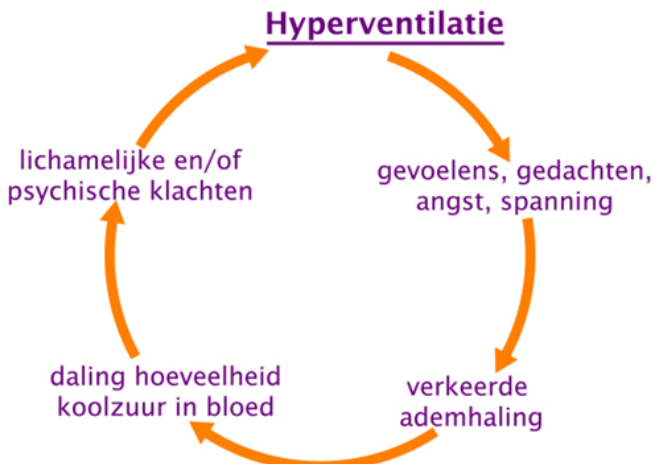 Hyperventilatie
gevoelens, gedachten,
angst, spanning
verkeerde
ademhaling
daling hoeveelheid
koolzuur in bloed
lichamelijke en/of
psychische klachten